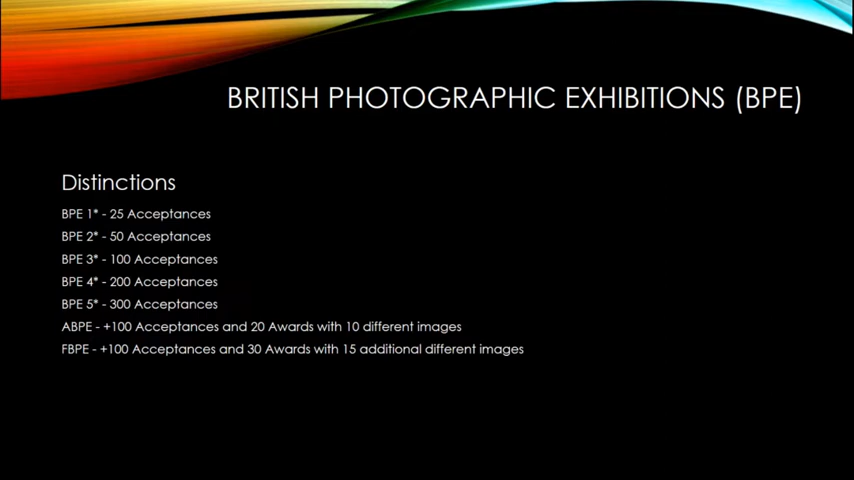 BRITISH PHOTOGRAPHIC EXHIBITIONS (BPE)
Distinctions
BPE 1* - 25 Acceptances
BPE 2* - 50 Acceptances
BPE 3* - 100 Acceptances
BPE 4* - 200 Acceptances
BPE 5* - 300 Acceptances
ABPE - +100 Acceptances and 20 Awards with 10 different images
FBPE - +100 Acceptances and 30 Awards with 15 additional different images